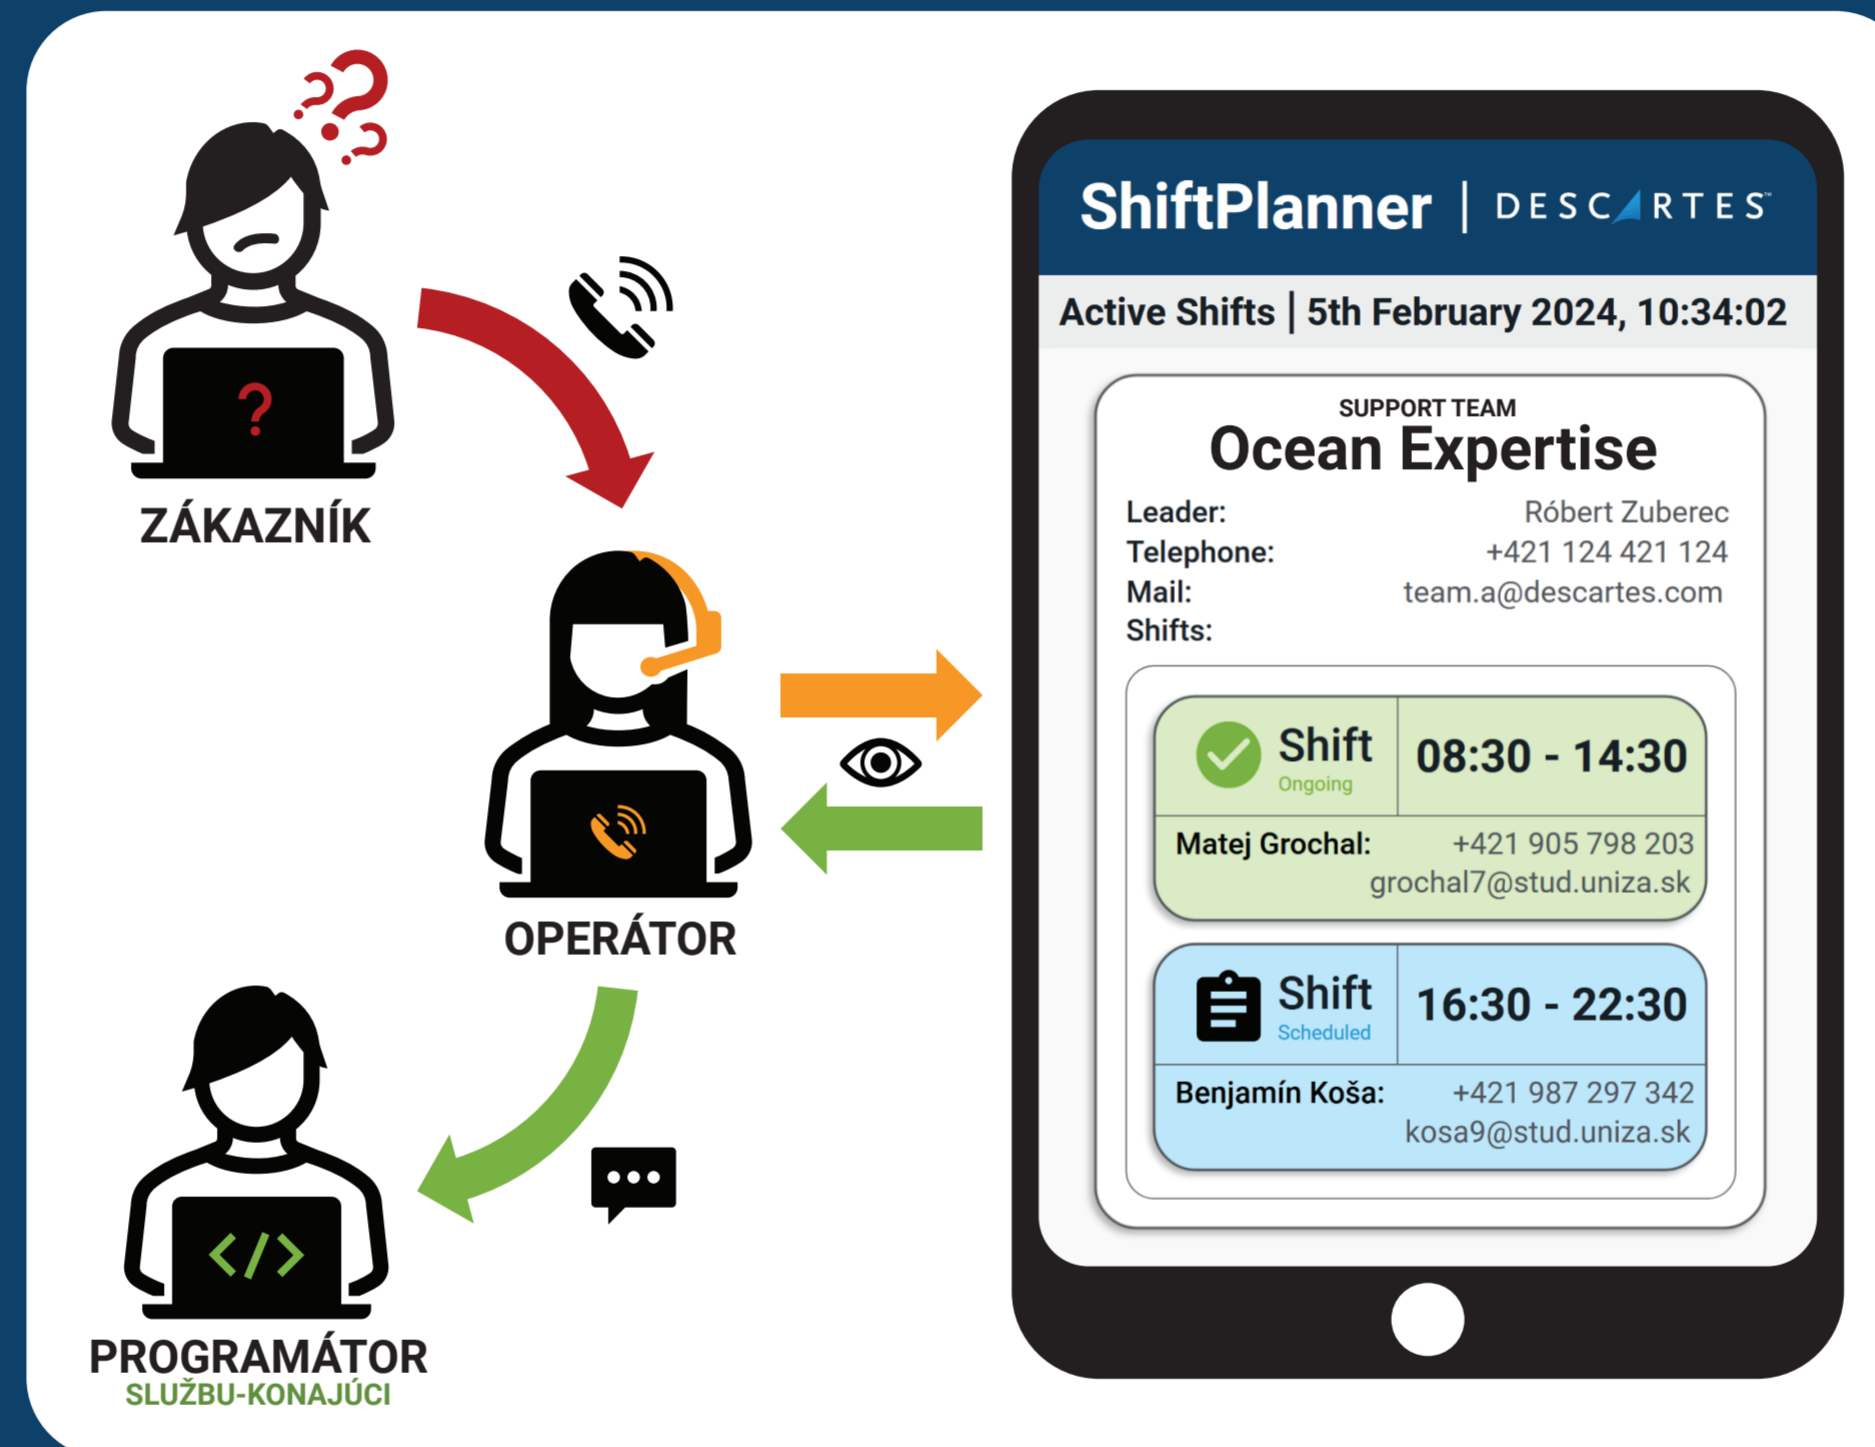 ZÁKAZNÍK
OPERÁTOR
PROGRAMÁTOR
SLUŽBU-KONAJÚCI
ShiftPlanner | DESCARTES™
Active Shifts | 5th February 2024, 10:34:02
SUPPORT TEAM
Ocean Expertise
Leader: Róbert Zuberec
Telephone: +421 124 421 124
Mail: team.a@descartes.com
Shifts:
Shift 08:30 - 14:30
Ongoing
Matej Grochal: +421 905 798 203
grochal7@stud.uniza.sk
Shift 16:30 - 22:30
Scheduled
Benjamín Koša: +421 987 297 342
kosa9@stud.uniza.sk